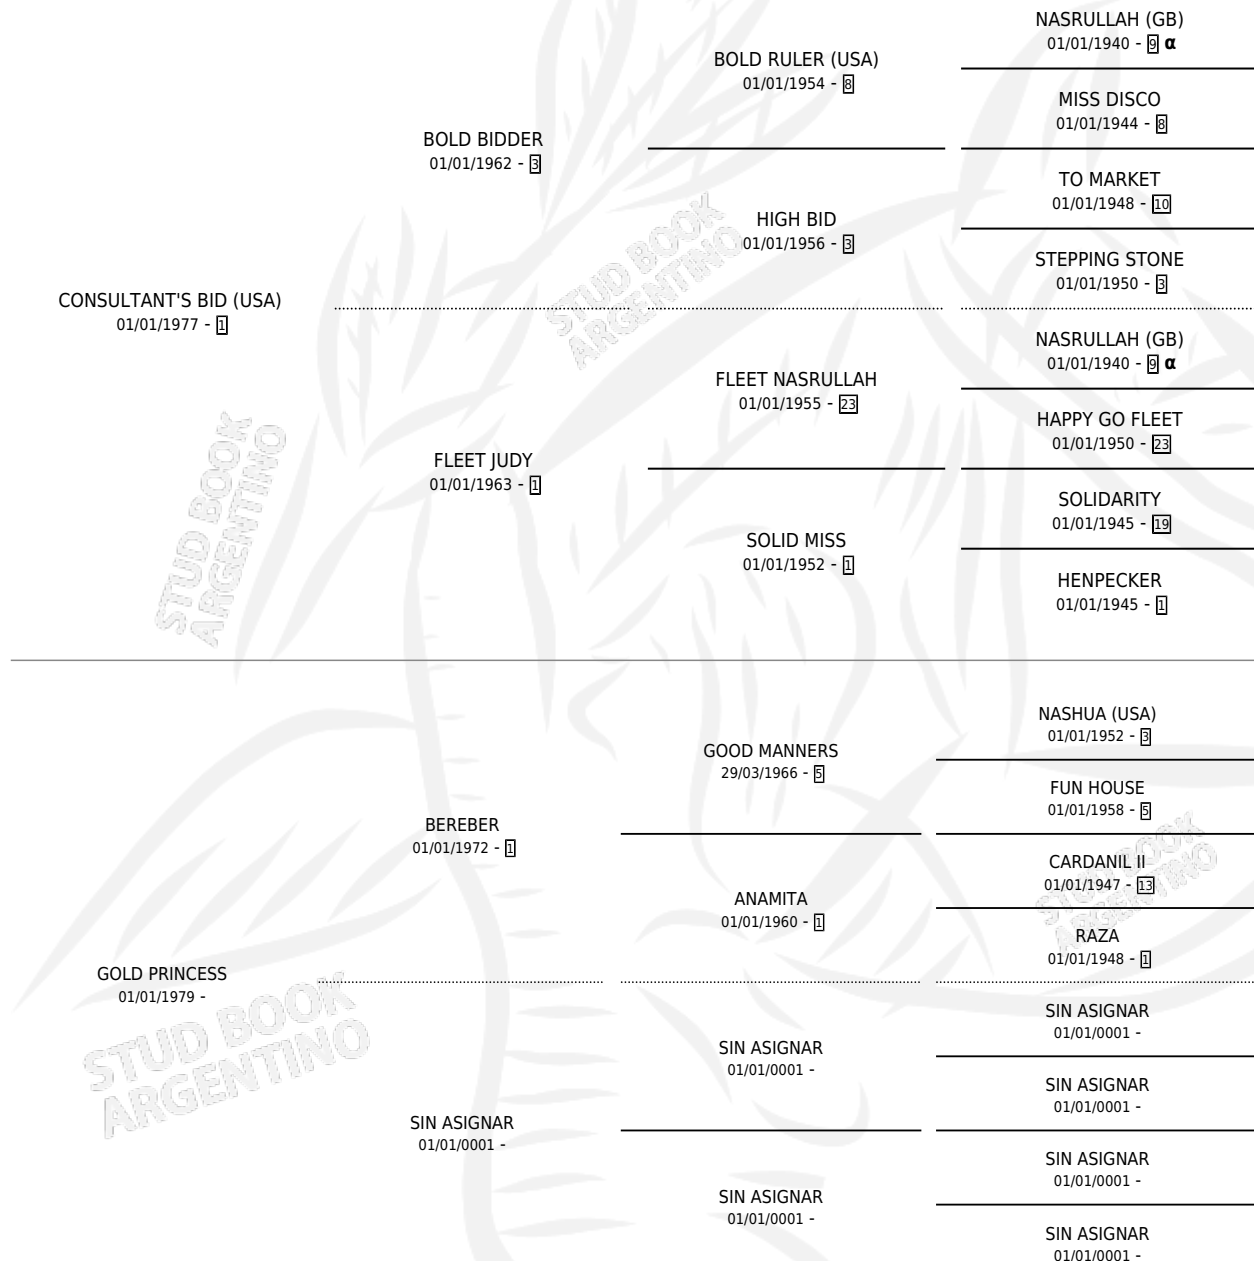 NASRULLAH (GB)
01/01/1940 - 9 α
BOLD RULER (USA)
01/01/1954 - 8
MISS DISCO
01/01/1944 - 8
BOLD BIDDER
01/01/1962 - 3
TO MARKET
01/01/1948 - 10
HIGH BID
01/01/1956 - 3
STEPPING STONE
01/01/1950 - 3
CONSULTANT'S BID (USA)
01/01/1977 - 1
NASRULLAH (GB)
01/01/1940 - 9 α
FLEET NASRULLAH
01/01/1955 - 23
HAPPY GO FLEET
01/01/1950 - 23
FLEET JUDY
01/01/1963 - 1
SOLIDARITY
01/01/1945 - 19
SOLID MISS
01/01/1952 - 1
HENPECKER
01/01/1945 - 1
NASHUA (USA)
01/01/1952 - 3
GOOD MANNERS
29/03/1966 - 5
FUN HOUSE
01/01/1958 - 5
BEREBER
01/01/1972 - 1
CARDANIL II
01/01/1947 - 13
ANAMITA
01/01/1960 - 1
RAZA
01/01/1948 - 1
GOLD PRINCESS
01/01/1979 -
SIN ASIGNAR
01/01/0001 -
SIN ASIGNAR
01/01/0001 -
SIN ASIGNAR
01/01/0001 -
SIN ASIGNAR
01/01/0001 -
SIN ASIGNAR
01/01/0001 -
SIN ASIGNAR
01/01/0001 -
SIN ASIGNAR
01/01/0001 -
STUD BOOK
ARGENTINO
STUD BOOK
ARGENTINO
STUD BOOK
ARGENTINO
STUD BOOK
ARGENTINO